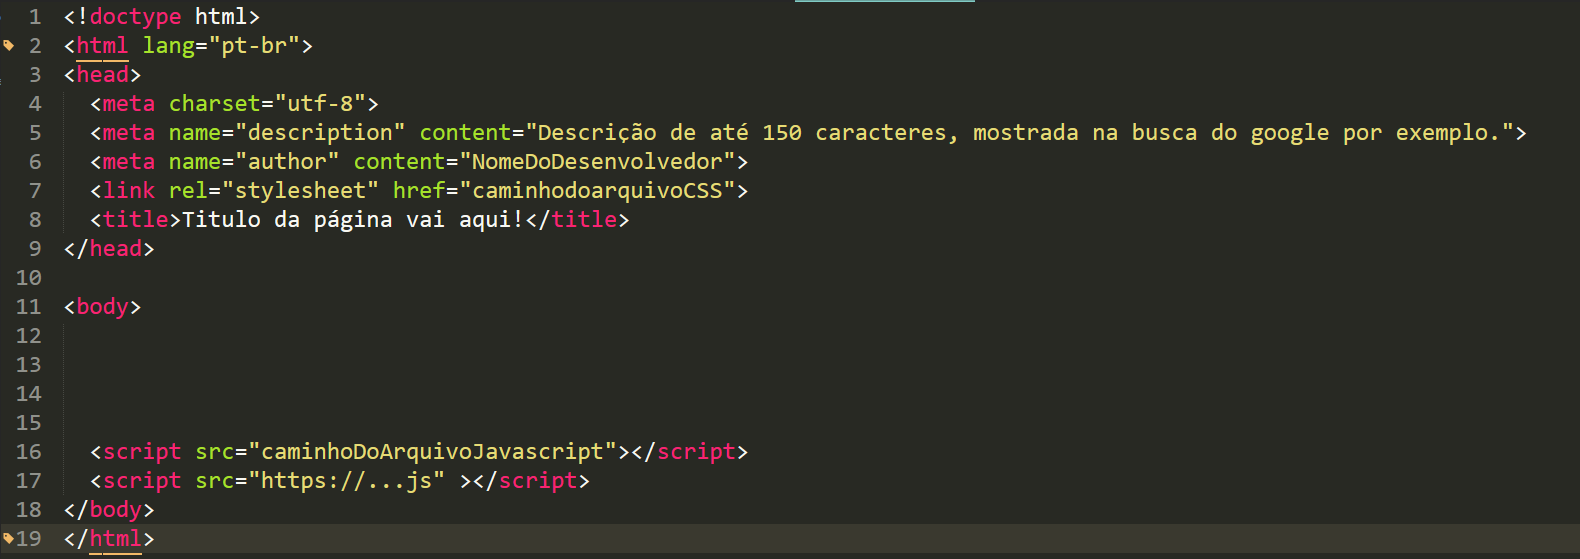 1 <!doctype html>
2 <html lang="pt-br">
3 <head>
4 <meta charset="utf-8">
5 <meta name="description" content="Descrição de até 150 caracteres, mostrada na busca do google por exemplo.">
6 <meta name="author" content="NomeDoDesenvolvedor">
7 <link rel="stylesheet" href="caminhodoarquivoCSS">
8 <title>Titulo da página vai aqui!</title>
9 </head>
10
11 <body>
12
13
14
15
16 <script src="caminhoDoArquivoJavascript"></script>
17 <script src="https://...js" ></script>
18 </body>
19 </html>